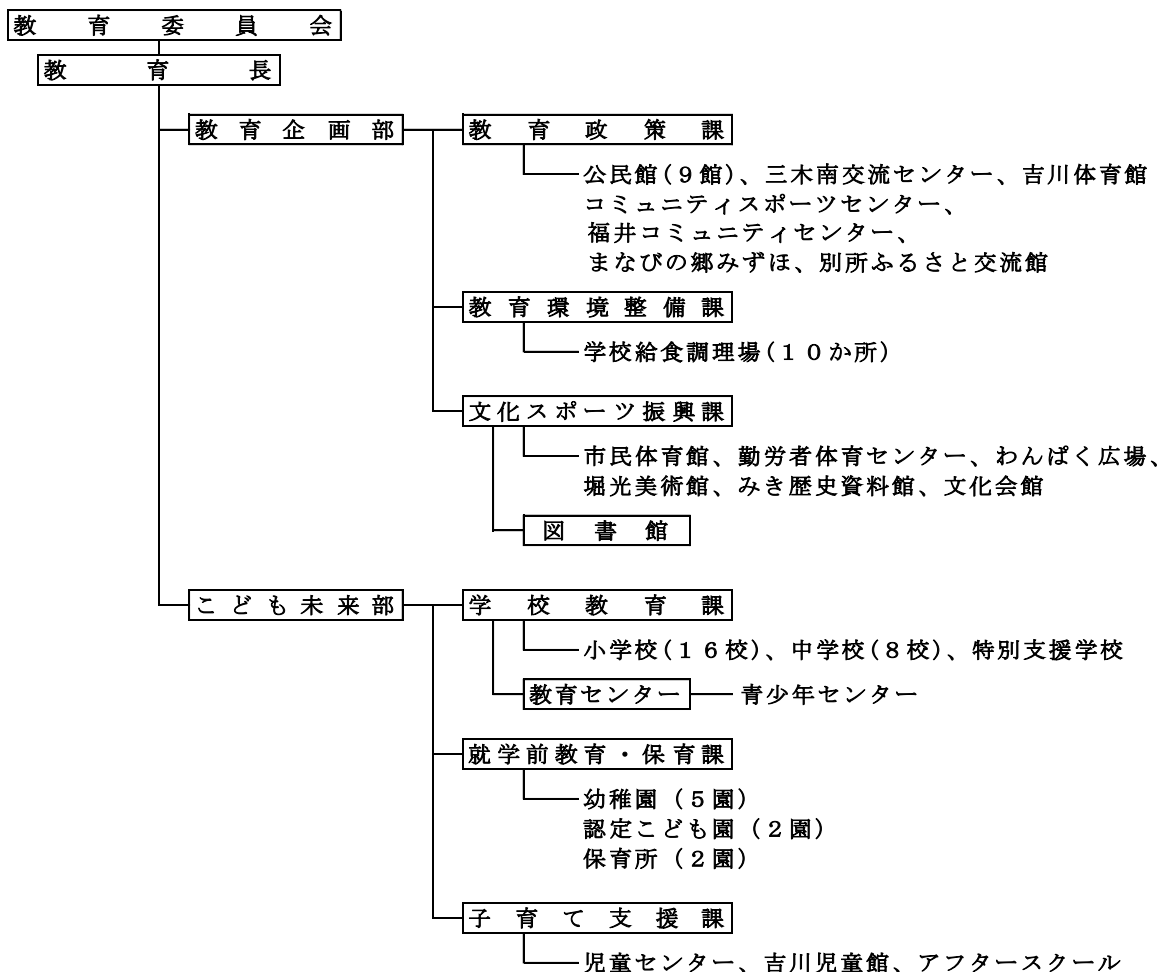 教育委員会
教育長
教育企画部
教育政策課
公民館(9館)、三木南交流センター、吉川体育館
コミュニティスポーツセンター、
福井コミュニティセンター、
まなびの郷みずほ、別所ふるさと交流館
教育環境整備課
学校給食調理場(10か所)
文化スポーツ振興課
市民体育館、勤労者体育センター、わんぱく広場、
堀光美術館、みき歴史資料館、文化会館
図書館
こども未来部
学校教育課
小学校(16校)、中学校(8校)、特別支援学校
教育センター 青少年センター
就学前教育・保育課
幼稚園(5園)
認定こども園(2園)
保育所(2園)
子育て支援課
児童センター、吉川児童館、アフタースクール